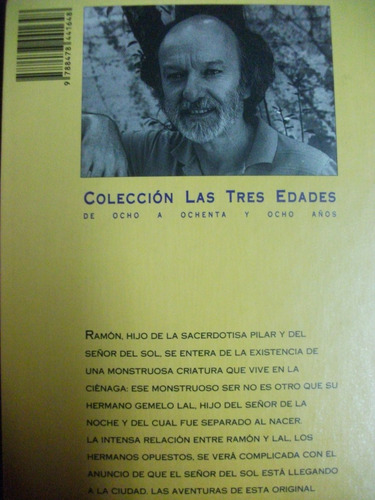 9788478441648
COLECCIÓN LAS TRES EDADES
DE OCHO A OCHENTA Y OCHO AÑOS
RAMÓN, HIJO DE LA SACERDOTISA PILAR Y DEL
SEÑOR DEL SOL, SE ENTERA DE LA EXISTENCIA DE
UNA MONSTRUOSA CRIATURA QUE VIVE EN LA
CIÉNAGA: ESE MONSTRUOSO SER NO ES OTRO QUE SU
HERMANO GEMELO LAL, HIJO DEL SEÑOR DE LA
NOCHE Y DEL CUAL FUE SEPARADO AL NACER.
LA INTENSA RELACIÓN ENTRE RAMÓN Y LAL, LOS
HERMANOS OPUESTOS, SE VERÁ COMPLICADA CON EL
ANUNCIO DE QUE EL SEÑOR DEL SOL ESTÁ LLEGANDO
A LA CIUDAD. LAS AVENTURAS DE ESTA ORIGINAL